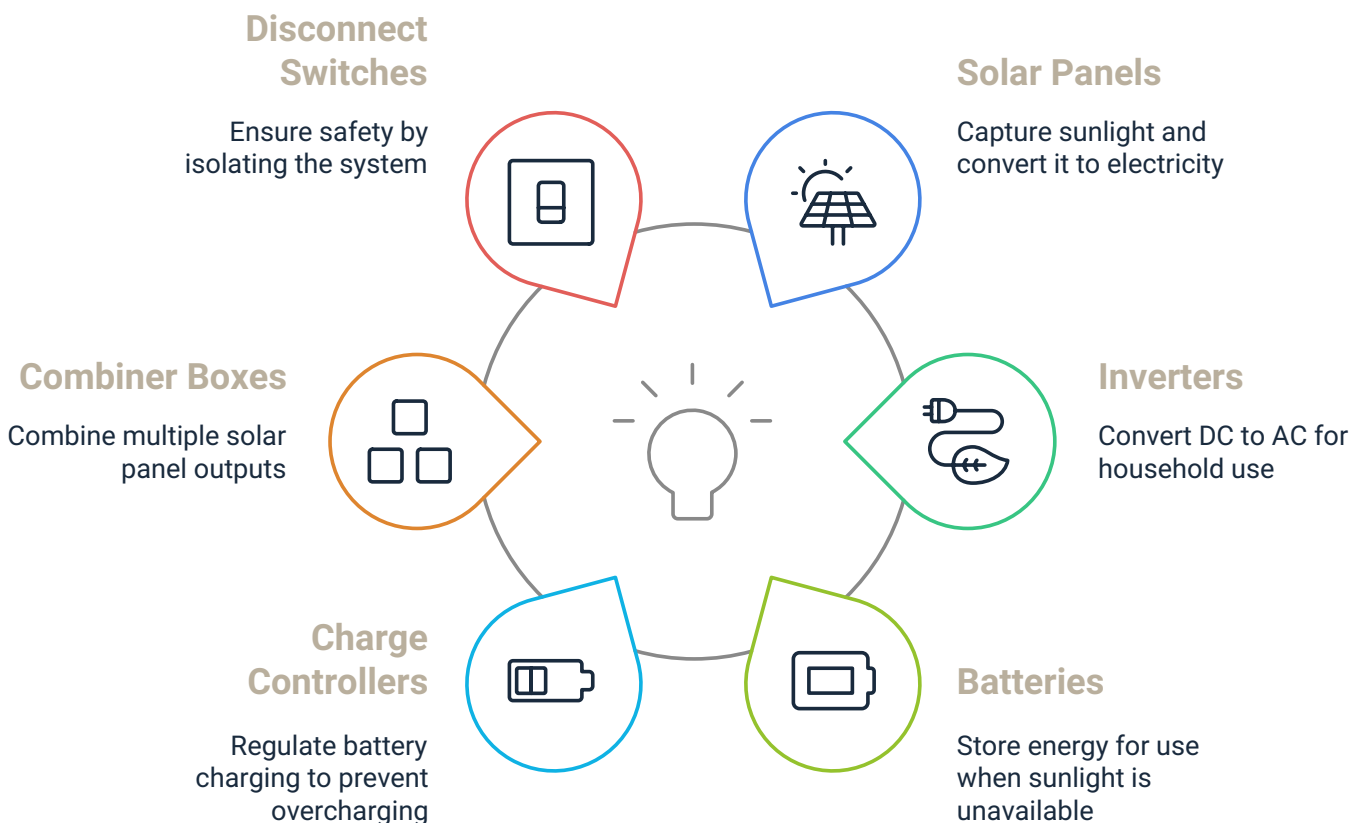 Disconnect
Switches
Ensure safety by
isolating the system
Solar Panels
Capture sunlight and
convert it to electricity
Combiner Boxes
Combine multiple solar
panel outputs
Inverters
Convert DC to AC for
household use
Charge
Controllers
Regulate battery
charging to prevent
overcharging
Batteries
Store energy for use
when sunlight is
unavailable